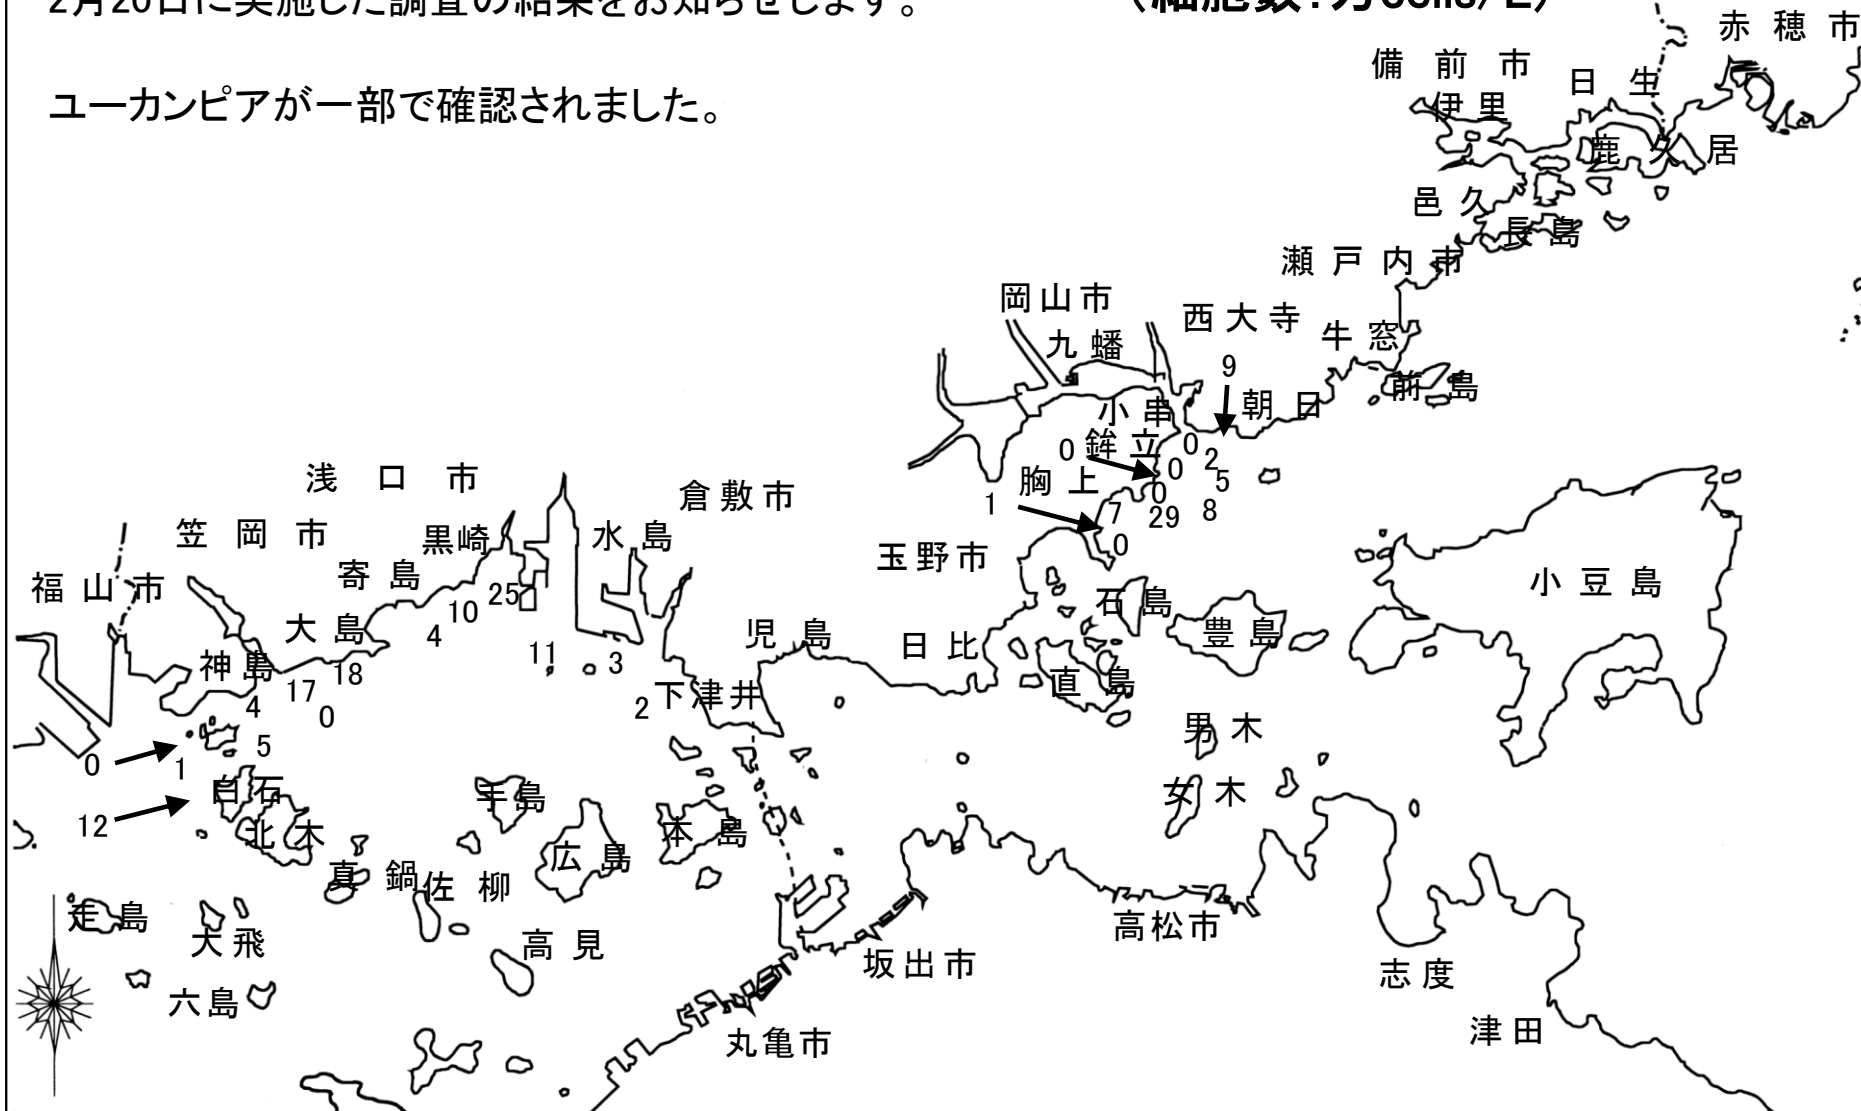 2月20日に実施した調査の結果をお知らせします。
(細胞数:万cells/L)
ユーカンピアが一部で確認されました。
赤穂市
備前市
日生
伊里
鹿久居
邑久
長島
瀬戸内市
岡山市
西大寺
牛窓
九蟠
9
前島
小串
朝日
0
鉾立
0
2
0
5
胸上
0
1
7
29
8
0
浅口市
倉敷市
笠岡市
黒崎
水島
玉野市
福山市
寄島
25
10
石島
小豆島
大島
4
児島
日比
豊島
神島
18
11
3
17
直島
4
0
2
下津井
男木
5
0
1
白石
手島
女木
12
北木
本島
広島
真鍋
佐柳
走島
大飛
高見
高松市
坂出市
志度
六島
丸亀市
津田